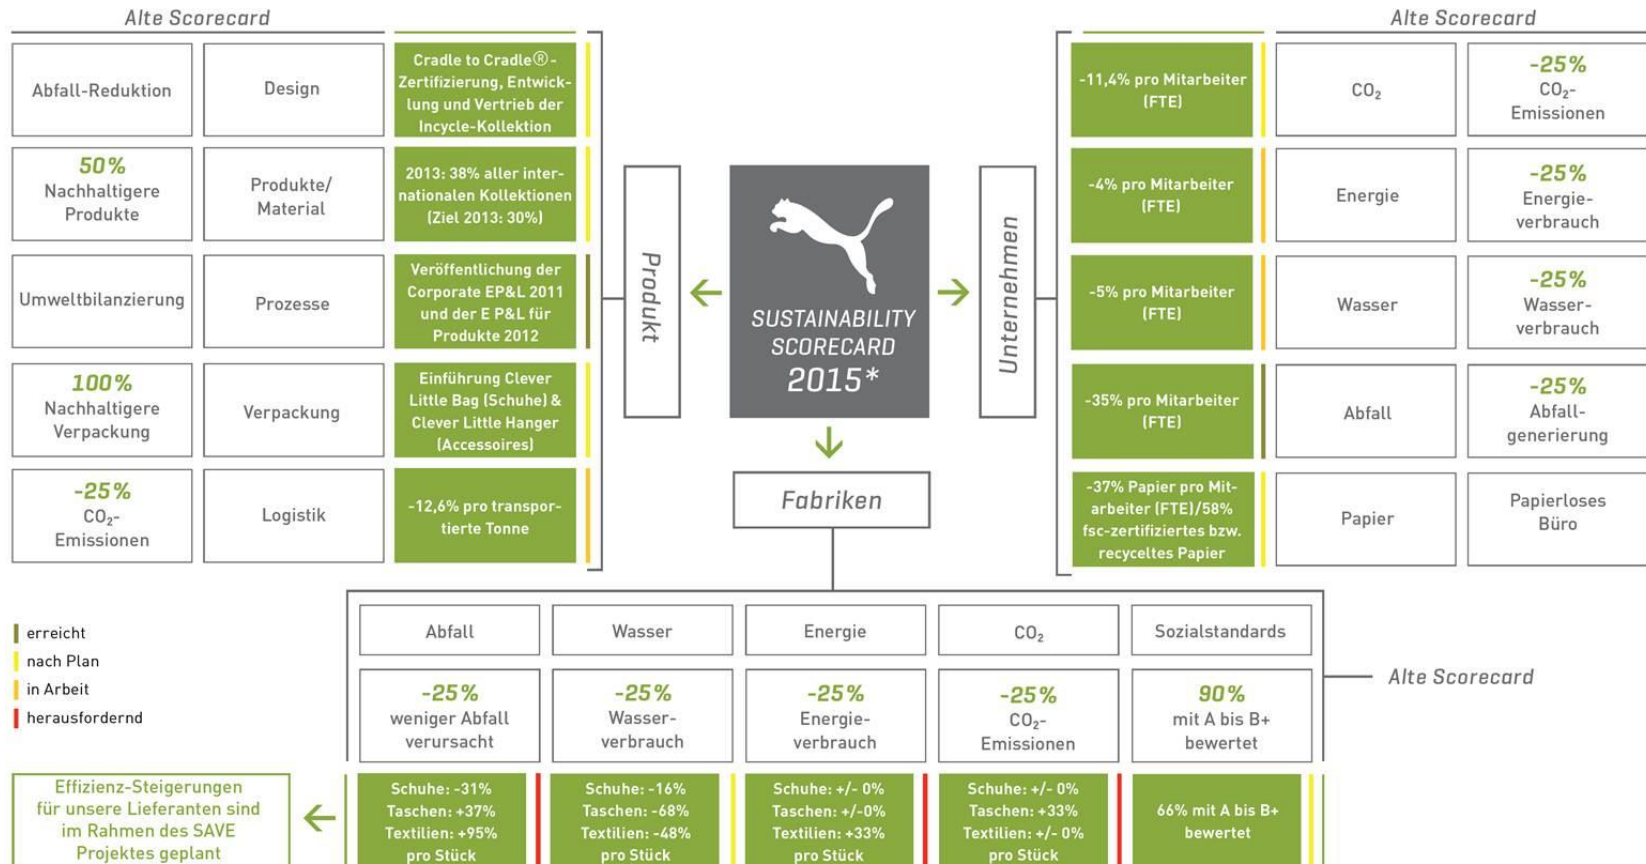 Alte Scorecard
Abfall-Reduktion
Design
Cradle to Cradle®-
Zertifizierung, Entwick-
lung und Vertrieb der
Incycle-Kollektion
50%
Nachhaltigere
Produkte
Produkte/
Material
2013: 38% aller inter-
nationalen Kollektionen
(Ziel 2013: 30%)
Umweltbilanzierung
Prozesse
Veröffentlichung der
Corporate EP&L 2011
und der E P&L für
Produkte 2012
100%
Nachhaltigere
Verpackung
Verpackung
Einführung Clever
Little Bag (Schuhe) &
Clever Little Hanger
(Accessoires)
-25%
CO₂-
Emissionen
Logistik
-12,6% pro transpor-
tierte Tonne
Produkt
SUSTAINABILITY
SCORECARD
2015*
Unternehmen
Alte Scorecard
-11,4% pro Mitarbeiter
(FTE)
CO₂
-25%
CO₂-
Emissionen
-4% pro Mitarbeiter
(FTE)
Energie
-25%
Energie-
verbrauch
-5% pro Mitarbeiter
(FTE)
Wasser
-25%
Wasser-
verbrauch
-35% pro Mitarbeiter
(FTE)
Abfall
-25%
Abfall-
generierung
-37% Papier pro Mit-
arbeiter (FTE)/58%
fsc-zertifiziertes bzw.
recyceltes Papier
Papier
Papierloses
Büro
Fabriken
erreicht
nach Plan
in Arbeit
herausfordernd
Abfall
Wasser
Energie
CO₂
Sozialstandards
-25%
weniger Abfall
verursacht
-25%
Wasser-
verbrauch
-25%
Energie-
verbrauch
-25%
CO₂-
Emissionen
90%
mit A bis B+
bewertet
Alte Scorecard
Effizienz-Steigerungen
für unsere Lieferanten sind
im Rahmen des SAVE
Projektes geplant
Schuhe: -31%
Taschen: +37%
Textilien: +95%
pro Stück
Schuhe: -16%
Taschen: -68%
Textilien: -48%
pro Stück
Schuhe: +/- 0%
Taschen: +/-0%
Textilien: +33%
pro Stück
Schuhe: +/- 0%
Taschen: +33%
Textilien: +/- 0%
pro Stück
66% mit A bis B+
bewertet